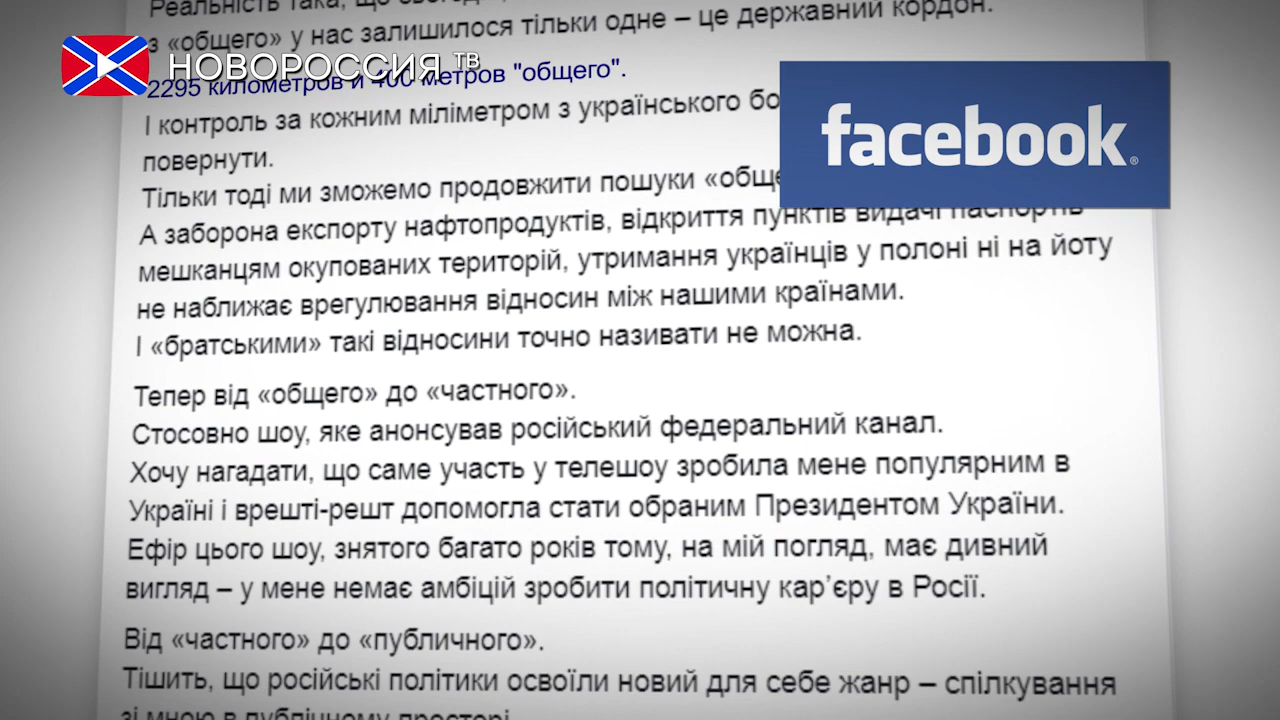 Реальність така, що
з «общего» у нас залишилося тільки одне – це державний кордон.
НОВОРОССИЯ ТВ
2295 километров и 400 метров "общего".
І контроль за кожним міліметром з українського
повернути.
facebook
Тільки тоді ми зможемо продовжити пошуки
А заборона експорту нафтопродуктів, відкриття пунктів видачі паспортів
мешканцям окупованих територій, утримання українців у полоні ні на йоту
не наближає врегулювання відносин між нашими країнами.
І «братськими» такі відносини точно називати не можна.
Тепер від «общего» до «частного».
Стосовно шоу, яке анонсував російський федеральний канал.
Хочу нагадати, що саме участь у телешоу зробила мене популярним в
Україні і врешті-решт допомогла стати обраним Президентом України.
Ефір цього шоу, знятого багато років тому, на мій погляд, має дивний
вигляд – у мене немає амбіцій зробити політичну кар’єру в Росії.
Від «частного» до «публичного».
Тішить, що російські політики освоїли новий для себе жанр – спілкування
зі мною в публічному просторі.